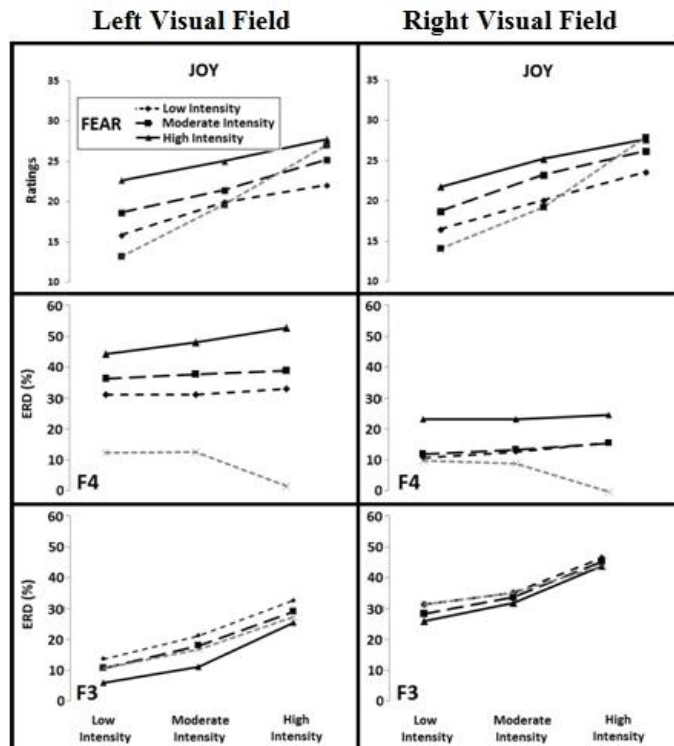 Left Visual Field
Right Visual Field
JOY
JOY
FEAR
Low Intensity
Moderate Intensity
High Intensity
Ratings
35
30
25
20
15
10
35
30
25
20
15
10
ERD (%)
60
50
40
30
20
10
0
F4
60
50
40
30
20
10
0
F4
ERD (%)
60
50
40
30
20
10
0
F3
60
50
40
30
20
10
0
F3
Low
Intensity
Moderate
Intensity
High
Intensity
Low
Intensity
Moderate
Intensity
High
Intensity